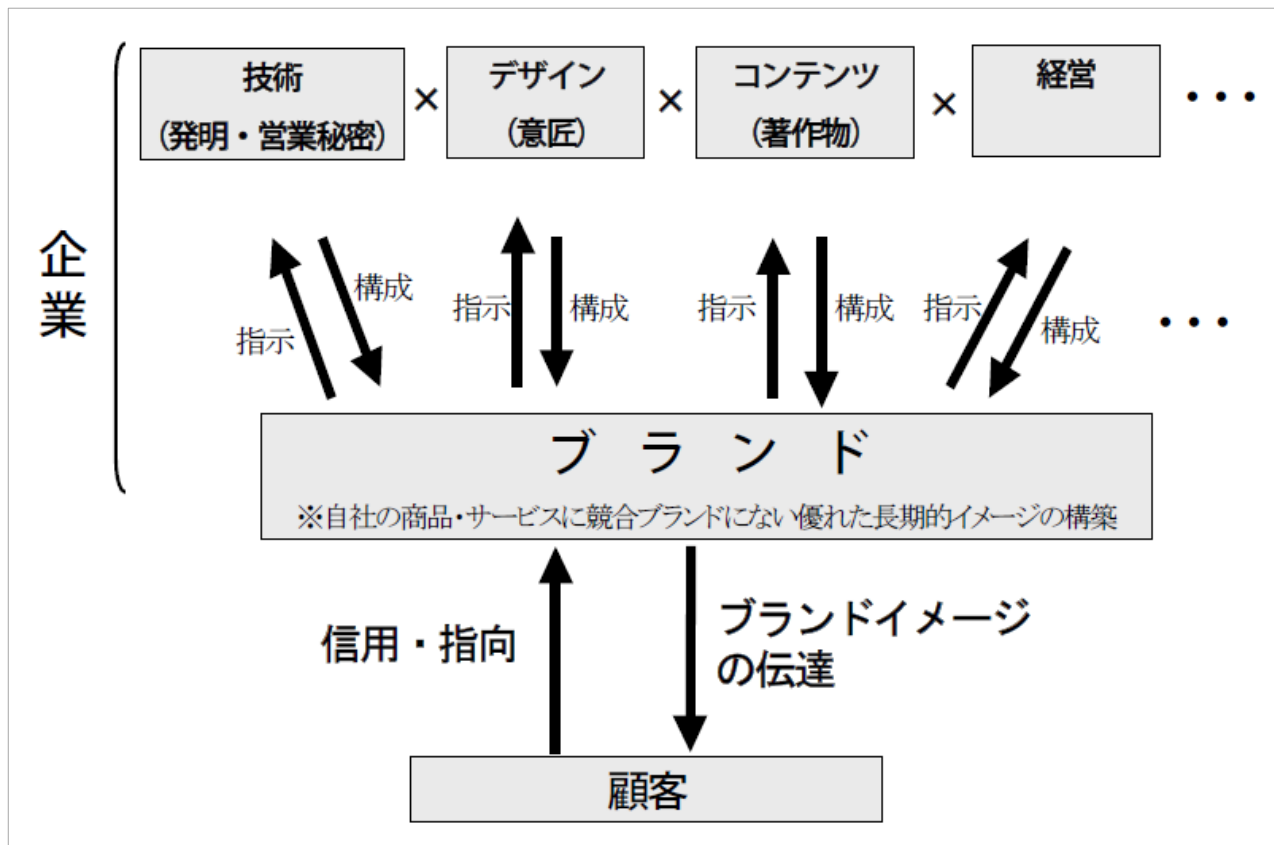 技術
(発明・営業秘密)
×
デザイン
(意匠)
×
コンテンツ
(著作物)
×
経営
・・・
企業
指示
構成
指示
構成
指示
構成
指示
構成
・・・
ブランド
※自社の商品・サービスに競合ブランドにない優れた長期的イメージの構築
信用・指向
ブランドイメージ
の伝達
顧客